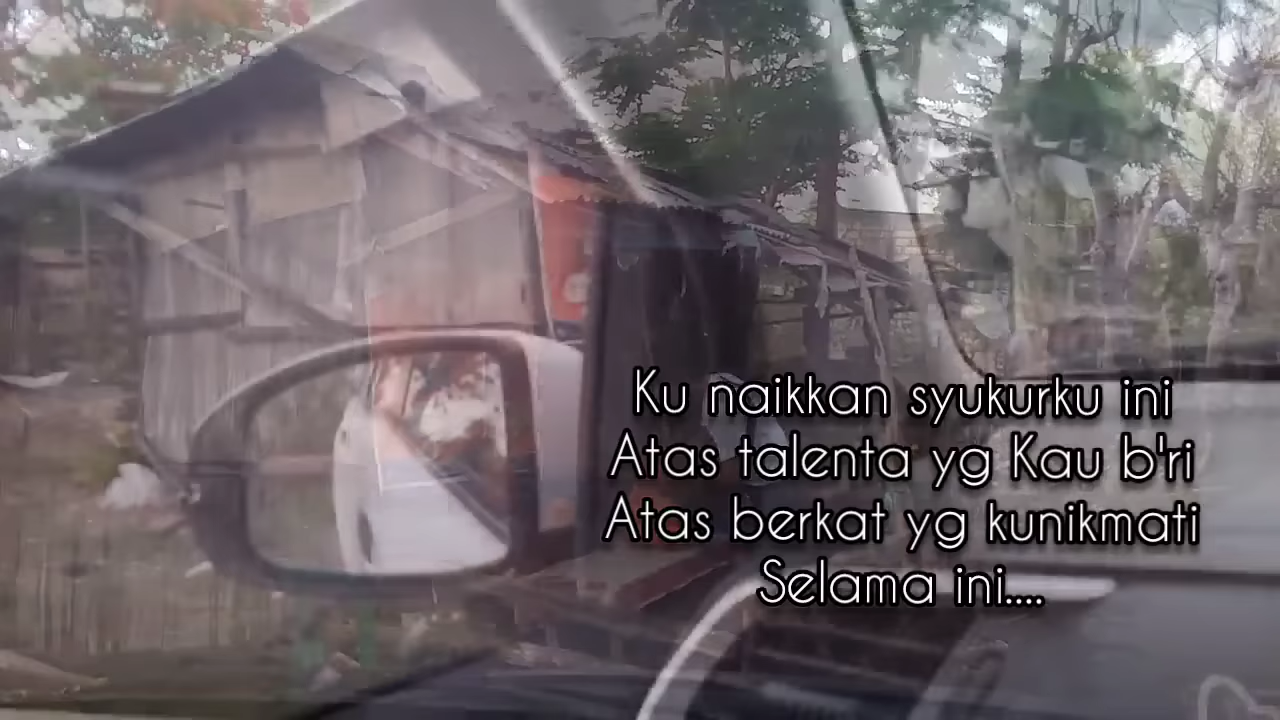 Ku naikkan syukurku ini
Atas talenta yg Kau b'ri
Atas berkat yg kunikmati
Selama ini....